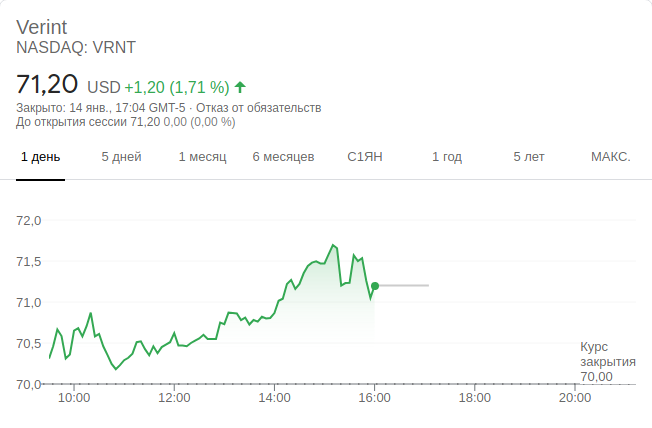 Verint
NASDAQ: VRNT
71,20 USD +1,20 (1,71 %)
Закрыто: 14 янв., 17:04 GMT-5 · Отказ от обязательств
До открытия сессии 71,20 0,00 (0,00 %)
1 день 5 дней 1 месяц 6 месяцев С1ЯН 1 год 5 лет МАКС.
72,0
71,5
71,0
70,5
70,0
Курс
закрытия
70,00
10:00 12:00 14:00 16:00 18:00 20:00